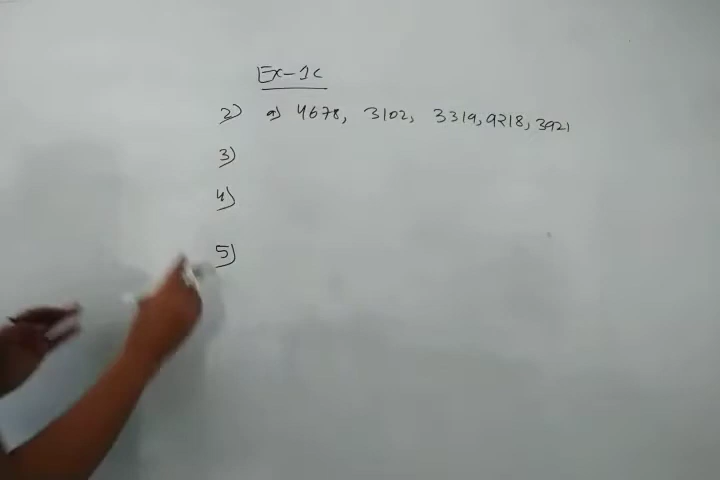 Ex-1c
2) a) 4678, 3102, 3319, 9218, 3921
3)
4)
5)